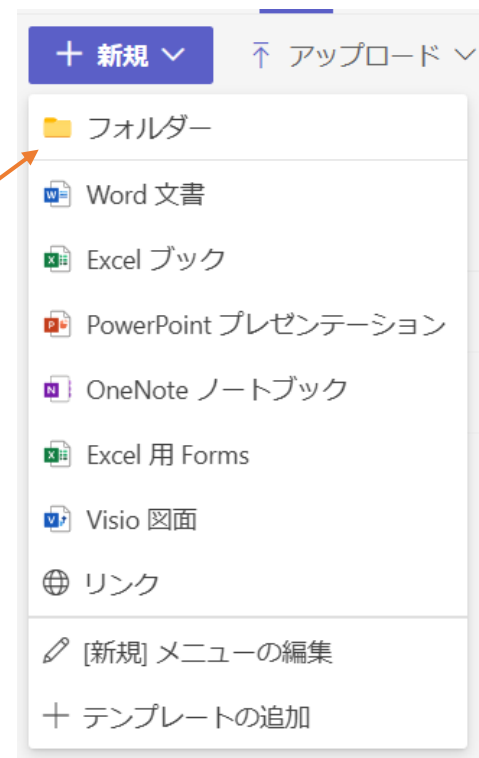 新規 アップロード
フォルダー
Word 文書
Excel ブック
PowerPoint プレゼンテーション
OneNote ノートブック
Excel 用 Forms
Visio 図面
リンク
[新規] メニューの編集
テンプレートの追加